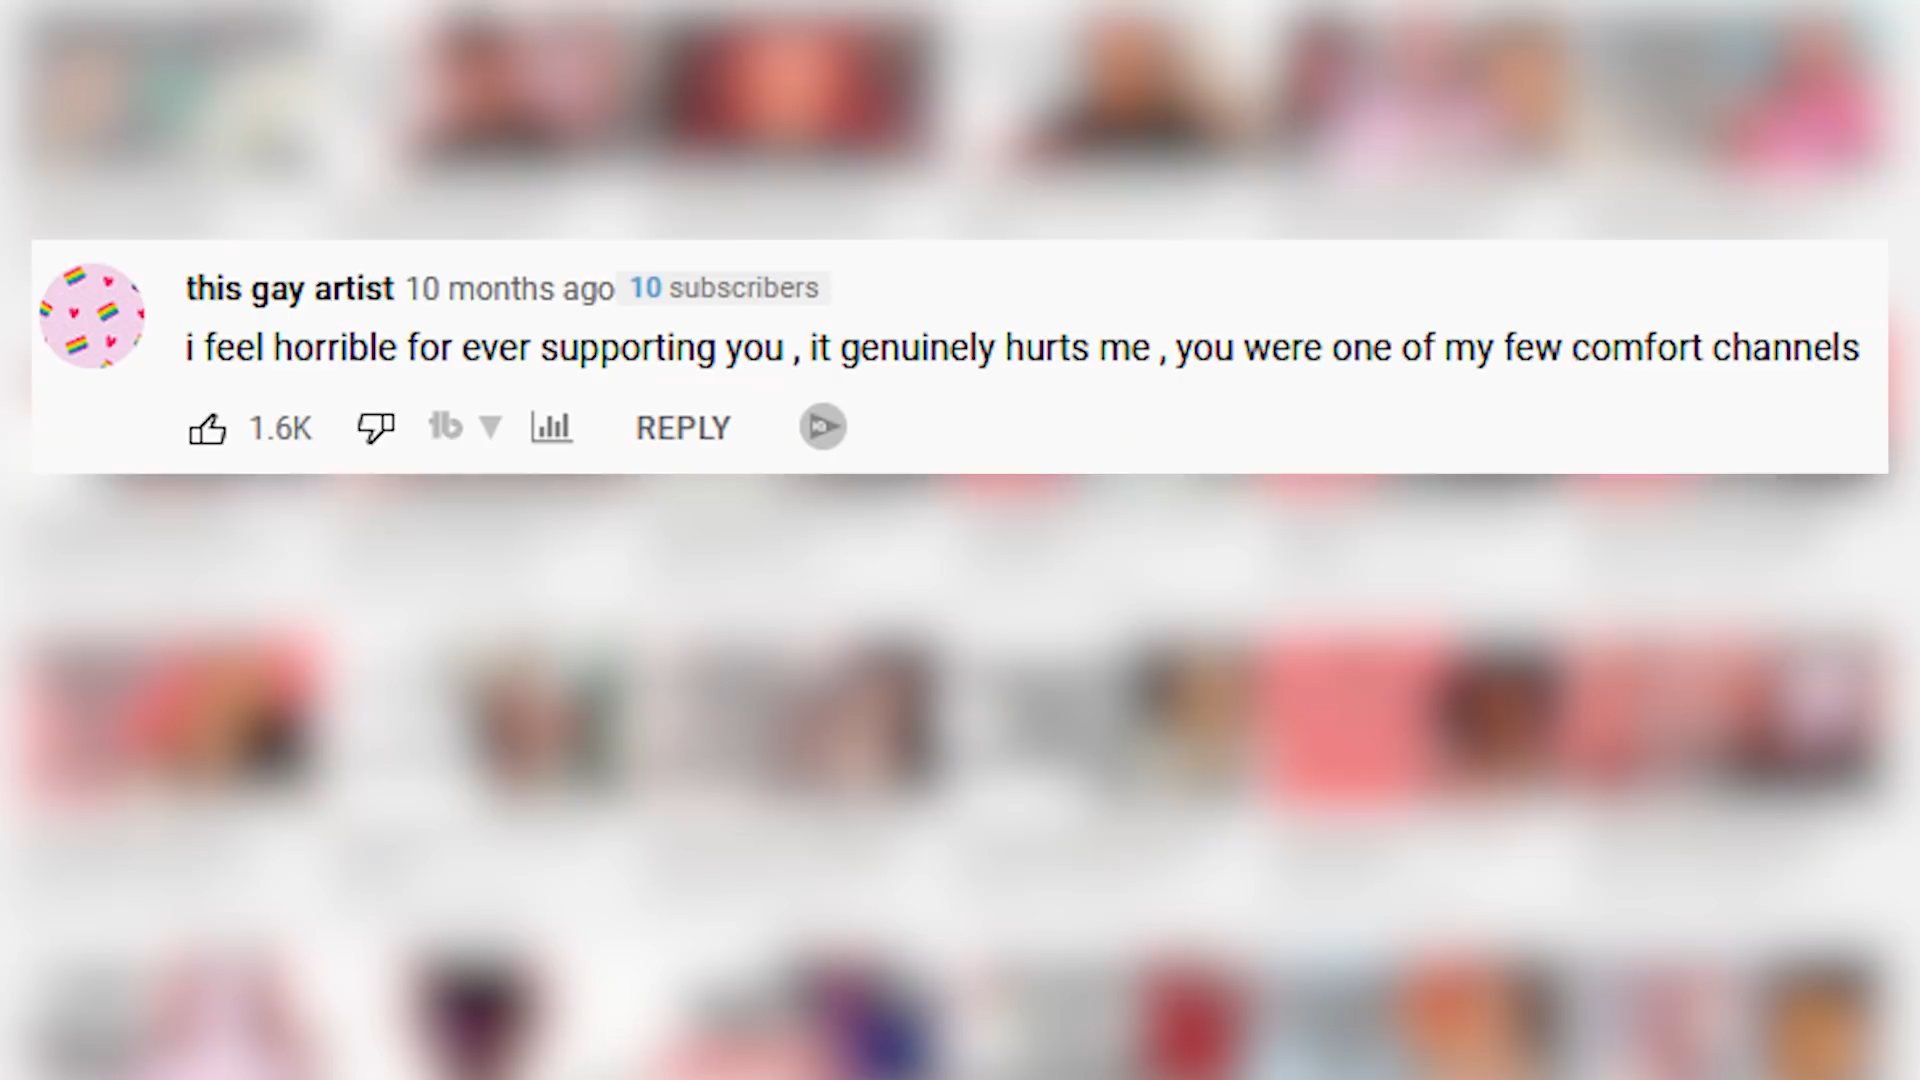 this gay artist 10 months ago 10 subscribers
i feel horrible for ever supporting you , it genuinely hurts me , you were one of my few comfort channels
1.6K REPLY